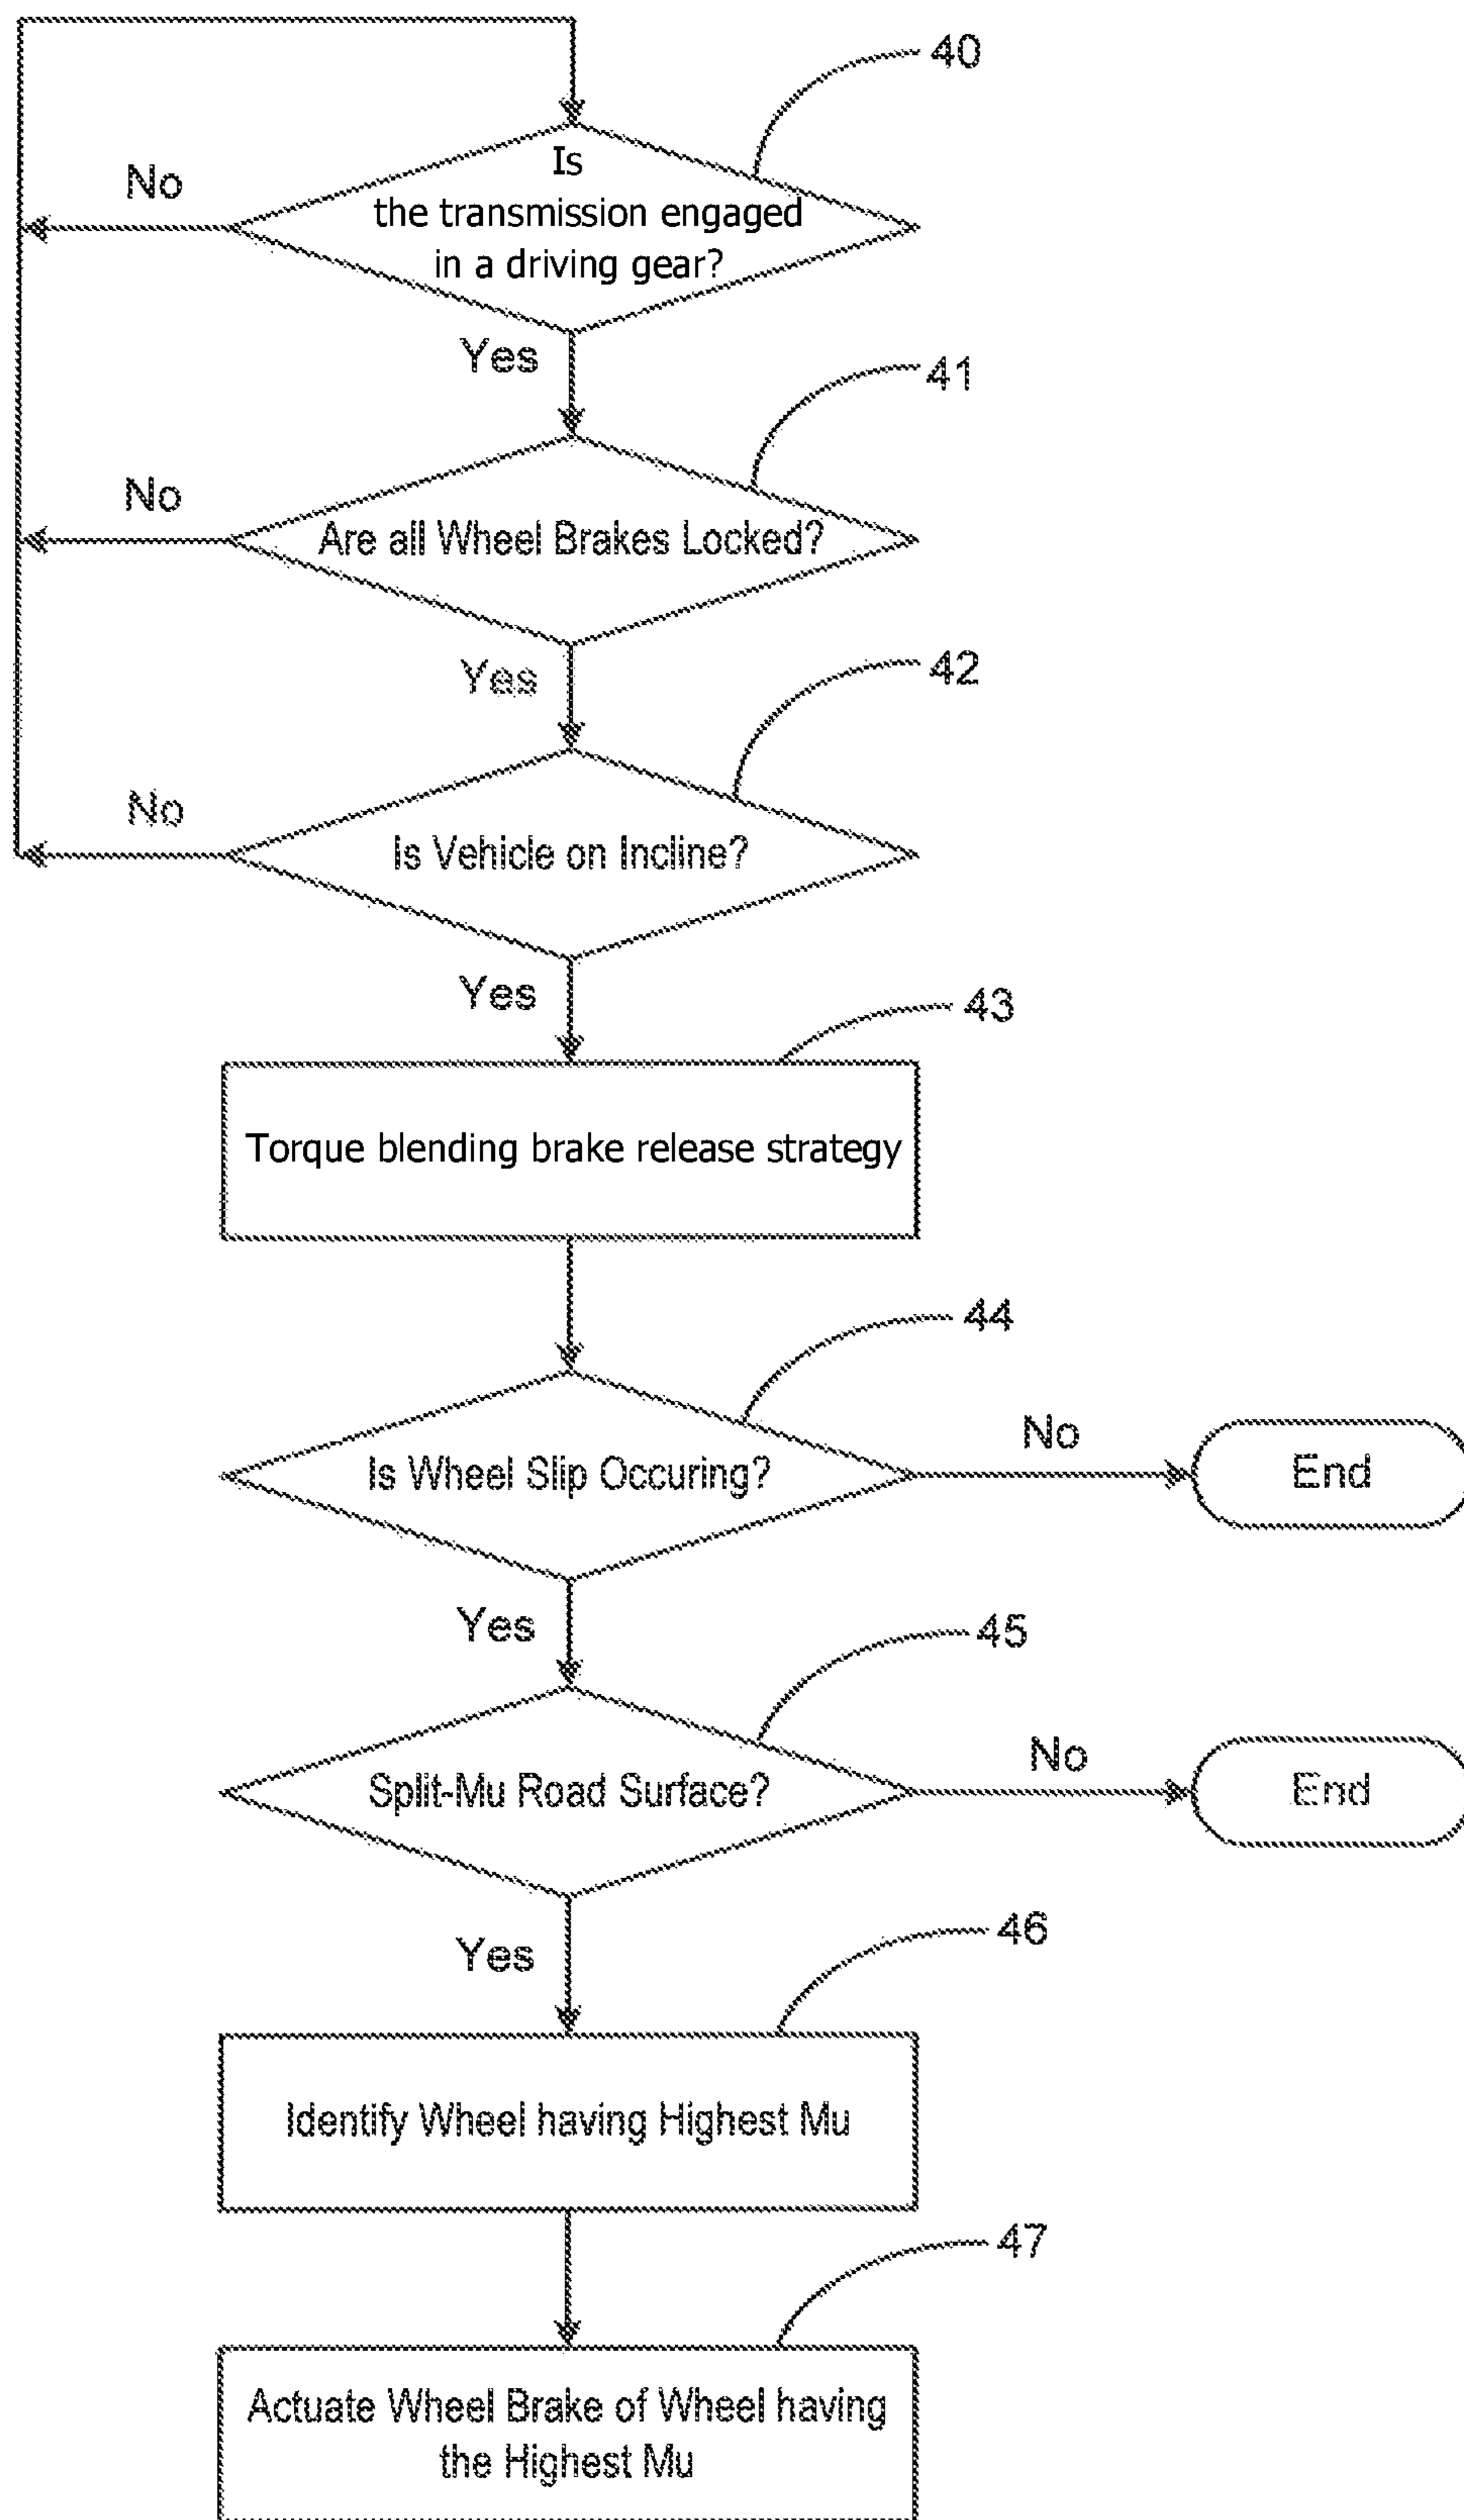 40
Is
the transmission engaged
in a driving gear?
No
Yes
41
Are all Wheel Brakes Locked?
No
Yes
42
Is Vehicle on Incline?
No
Yes
43
Torque blending brake release strategy
44
Is Wheel Slip Occuring?
No
End
Yes
45
Split-Mu Road Surface?
No
End
Yes
46
Identify Wheel having Highest Mu
47
Actuate Wheel Brake of Wheel having
the Highest Mu